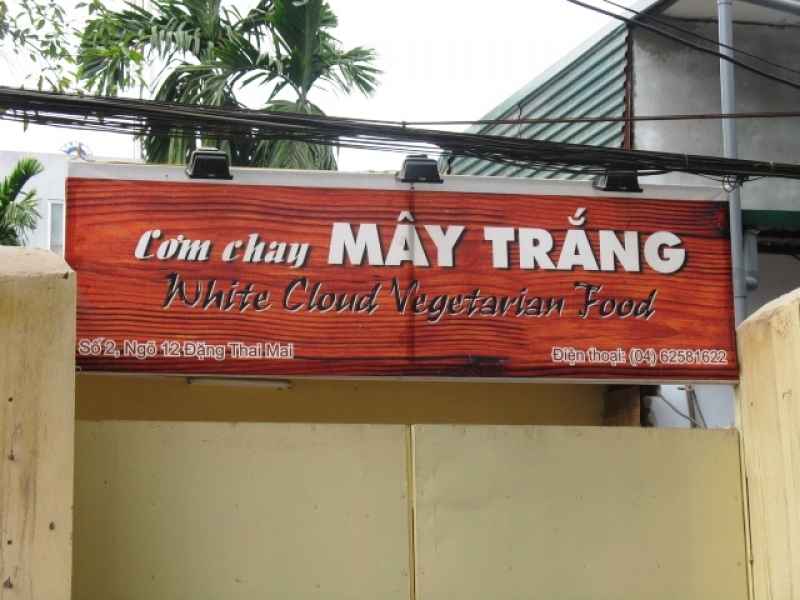 Cơm chay MÂY TRẮNG
White Cloud Vegetarian Food
Số 2, Ngõ 12 Đặng Thai Mai
Điện thoại: (04) 62581622